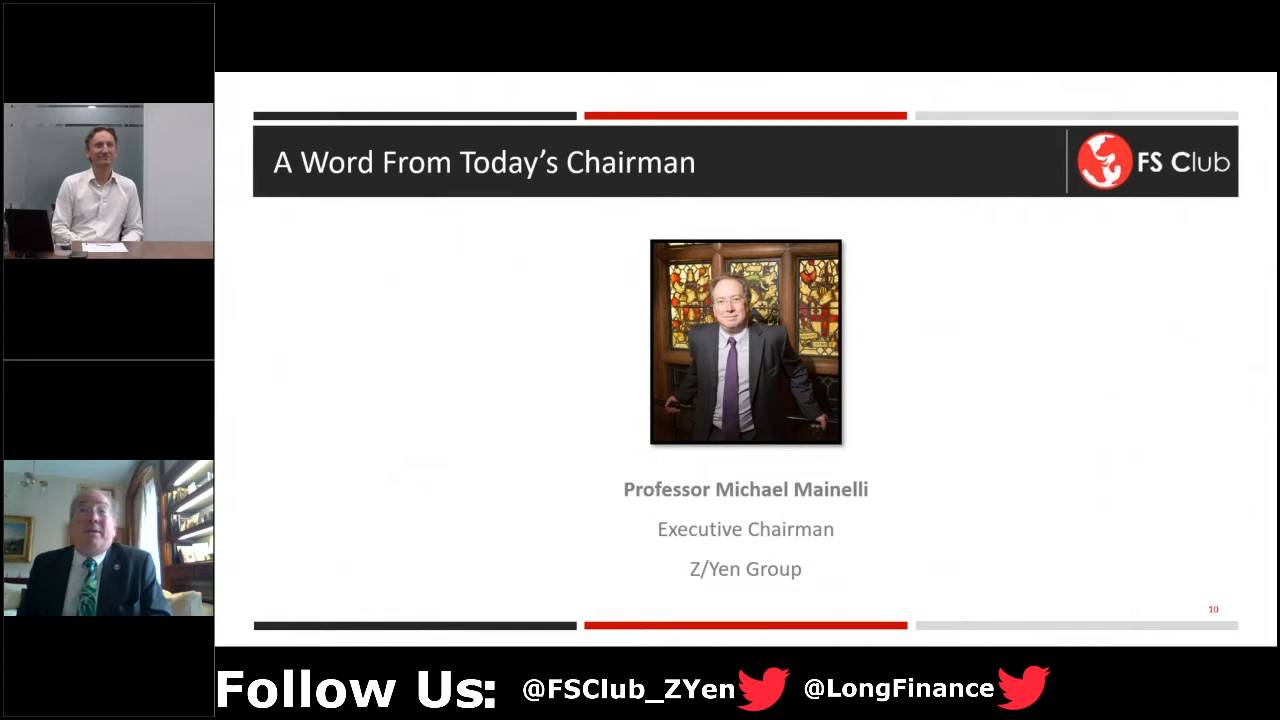 A Word From Today's Chairman
FS Club
Professor Michael Mainelli
Executive Chairman
Z/Yen Group
10
Follow Us: @FSClub_ZYen @LongFinance